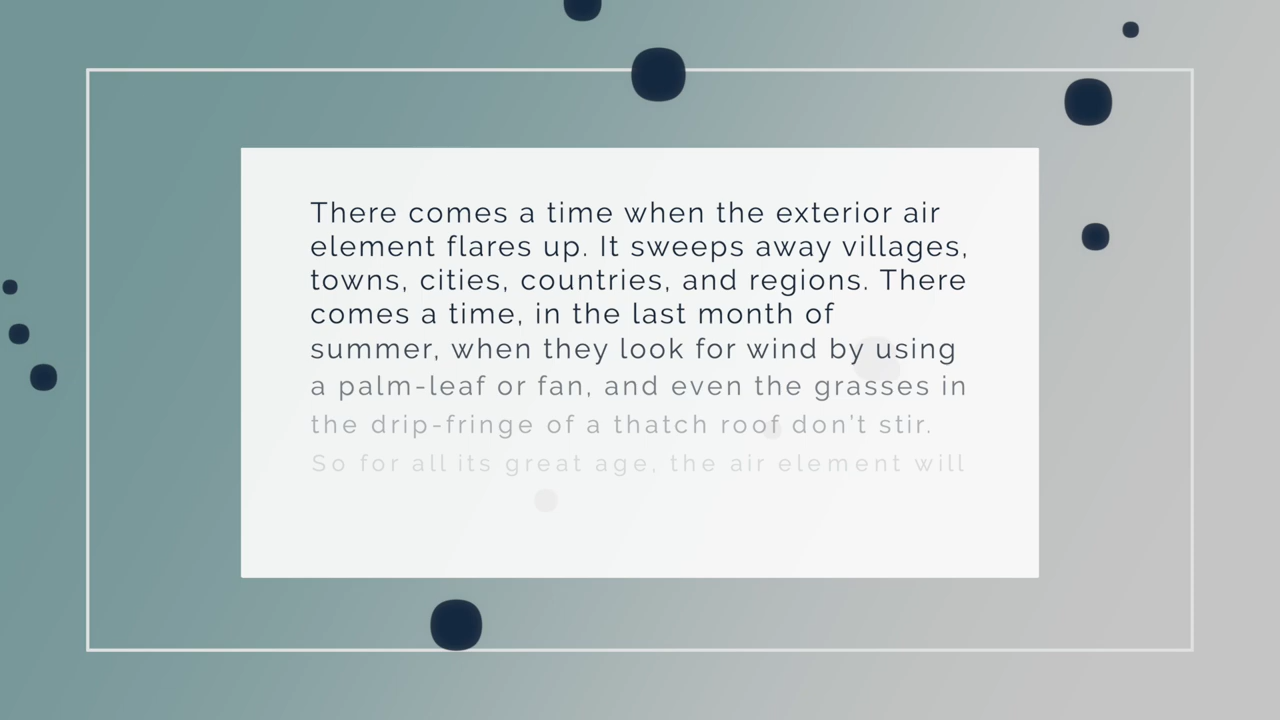 There comes a time when the exterior air
element flares up. It sweeps away villages,
towns, cities, countries, and regions. There
comes a time, in the last month of
summer, when they look for wind by using
a palm-leaf or fan, and even the grasses in
the drip-fringe of a thatch roof don't stir.
So for all its great age, the air element will